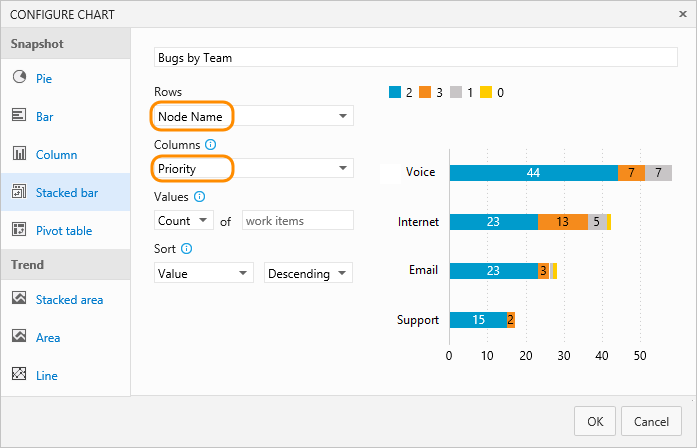 CONFIGURE CHART
Snapshot
Pie
Bar
Column
Stacked bar
Pivot table
Trend
Stacked area
Area
Line
Bugs by Team
Rows
Node Name
Columns
Priority
Values
Count of work items
Sort
Value Descending
2 3 1 0
Voice 44 7 7
Internet 23 13 5
Email 23 3
Support 15 2
0 10 20 30 40 50
OK Cancel